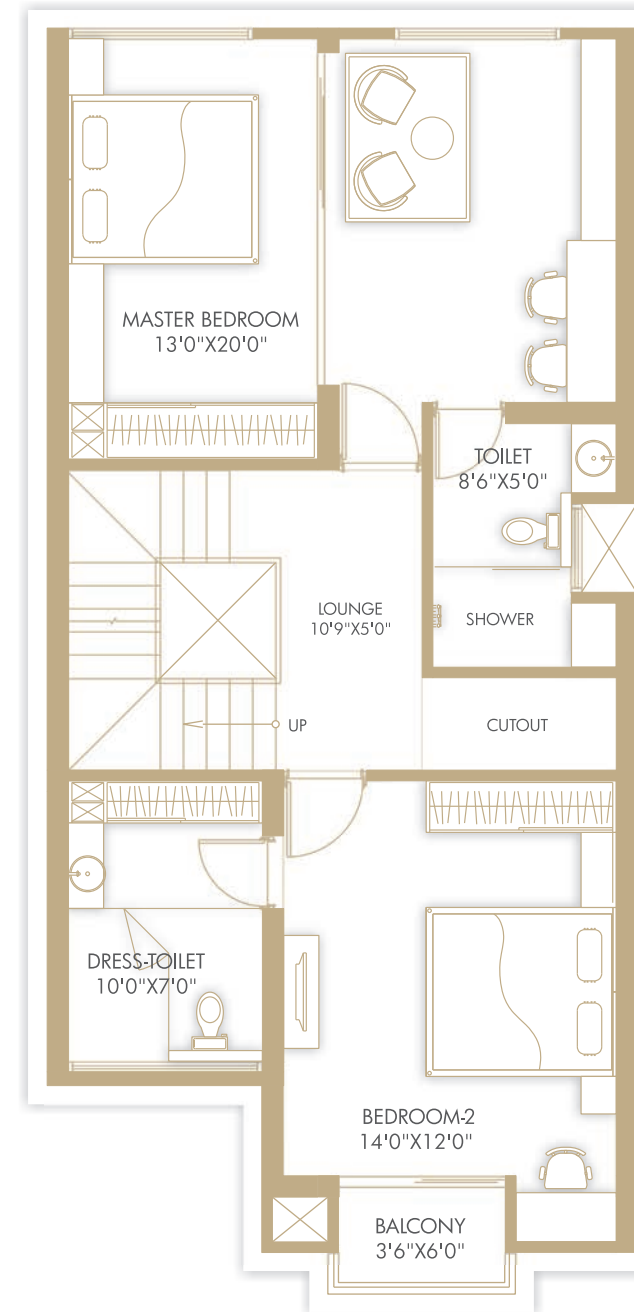 MASTER BEDROOM
13'0"X20'0"
TOILET
8'6"X5'0"
LOUNGE
10'9"X5'0"
SHOWER
UP
CUTOUT
DRESS-TOILET
10'0"X7'0"
BEDROOM-2
14'0"X12'0"
BALCONY
3'6"X6'0"